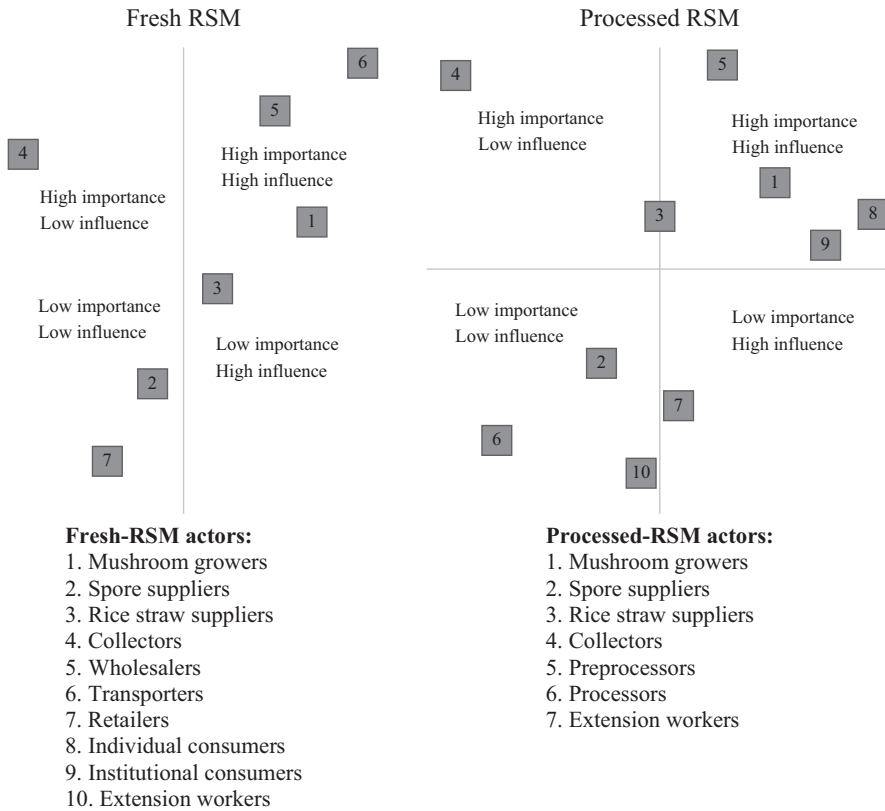 Fresh RSM
6
5
4
High importance
High influence
High importance
Low influence
1
3
Low importance
Low influence
Low importance
High influence
2
7
Processed RSM
5
4
High importance
Low influence
High importance
High influence
1
3
8
9
Low importance
Low influence
Low importance
High influence
2
7
6
10
Fresh-RSM actors:
1. Mushroom growers
2. Spore suppliers
3. Rice straw suppliers
4. Collectors
5. Wholesalers
6. Transporters
7. Retailers
8. Individual consumers
9. Institutional consumers
10. Extension workers
Processed-RSM actors:
1. Mushroom growers
2. Spore suppliers
3. Rice straw suppliers
4. Collectors
5. Preprocessors
6. Processors
7. Extension workers